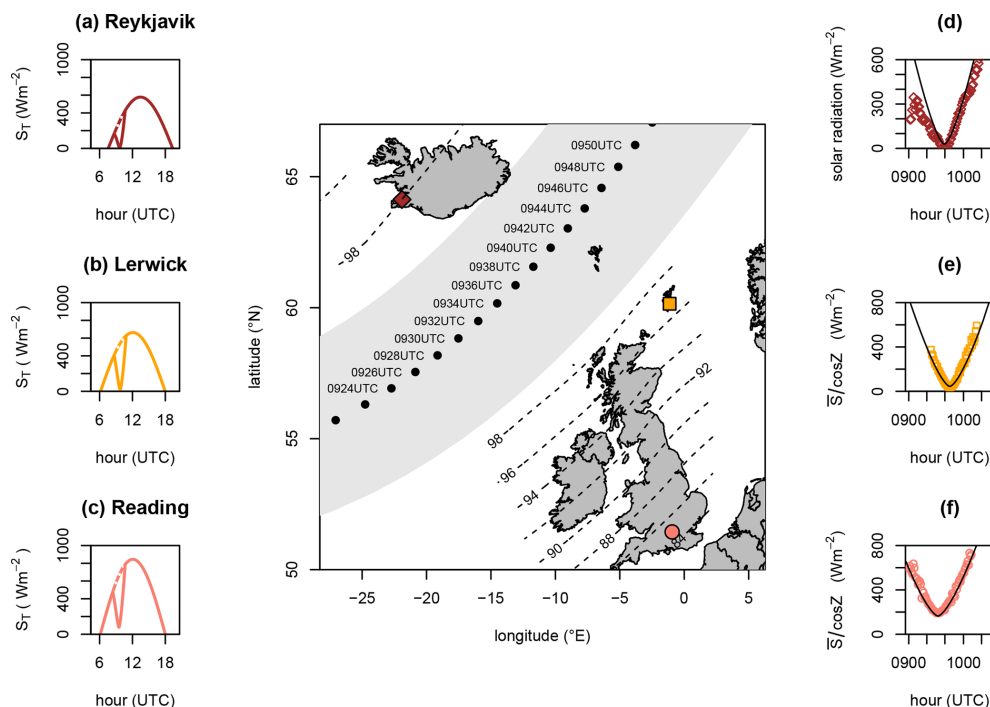 (a) Reykjavik
S_T (Wm⁻²)
0 400 1000
6 12 18
hour (UTC)
(b) Lerwick
S_T ( Wm⁻²)
0 400 1000
6 12 18
hour (UTC)
(c) Reading
S_T ( Wm⁻²)
0 400 1000
6 12 18
hour (UTC)
latitude (°N)
65
60
55
50
0950UTC
0948UTC
0946UTC
0944UTC
0942UTC
0940UTC
0938UTC
0936UTC
0934UTC
0932UTC
0930UTC
0928UTC
0926UTC
0924UTC
98
98
96
94
92
90
88
−25 −20 −15 −10 −5 0 5
longitude (°E)
(d)
solar radiation (Wm⁻²)
0 300 600
0900 1000
hour (UTC)
(e)
S̅/cosZ (Wm⁻²)
0 400 800
0900 1000
hour (UTC)
(f)
S̅/cosZ (Wm⁻²)
0 400 800
0900 1000
hour (UTC)